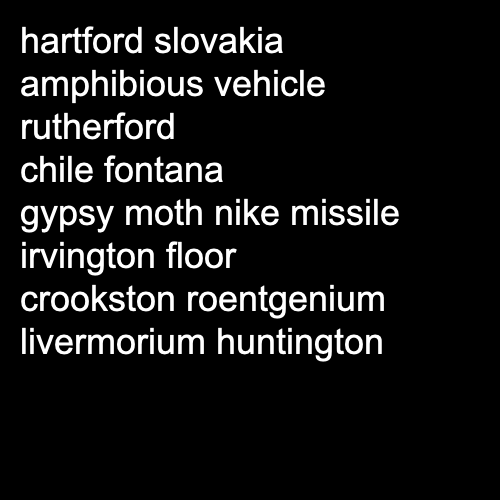 hartford slovakia
amphibious vehicle
rutherford
chile fontana
gypsy moth nike missile
irvington floor
crookston roentgenium
livermorium huntington